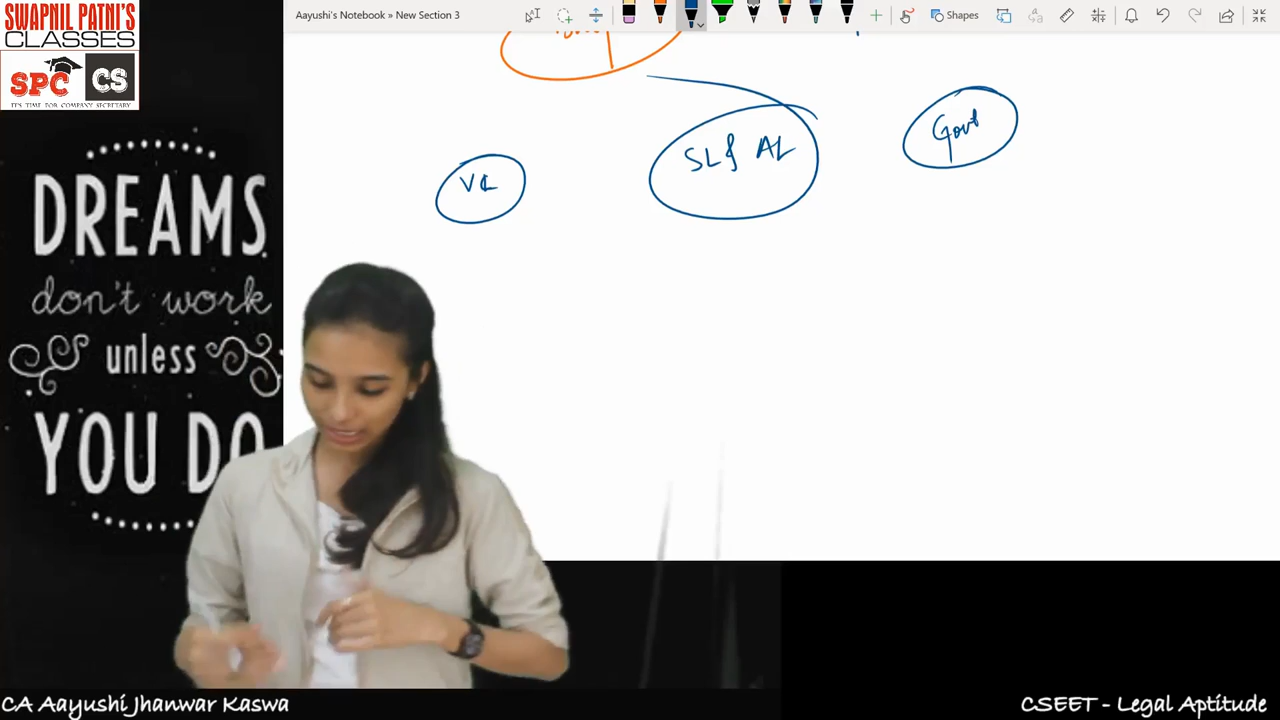 SWAPNIL PATNI'S
CLASSES
SPC CS
IT'S TIME FOR COMPANY SECRETARY
DREAMS
don't work
unless
YOU DO
Aayushi's Notebook » New Section 3
Shapes
Govt
SL& AL
VC
CA Aayushi Jhanwar Kaswa
CSEET - Legal Aptitude